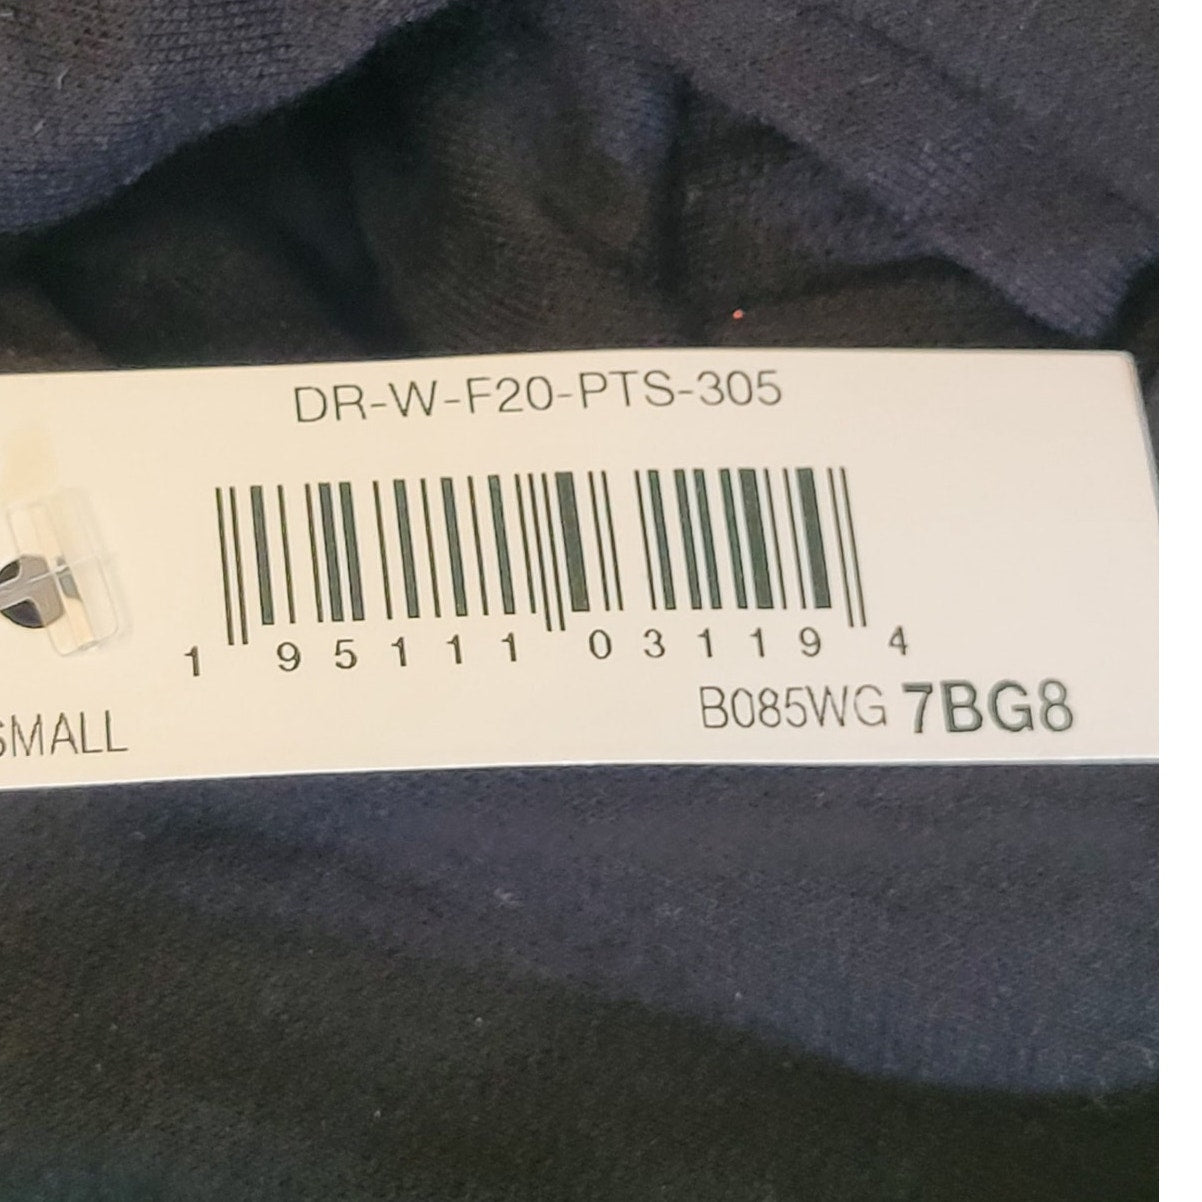 DR-W-F20-PTS-305
1 95111 03119 4
B085WG 7BG8
SMALL